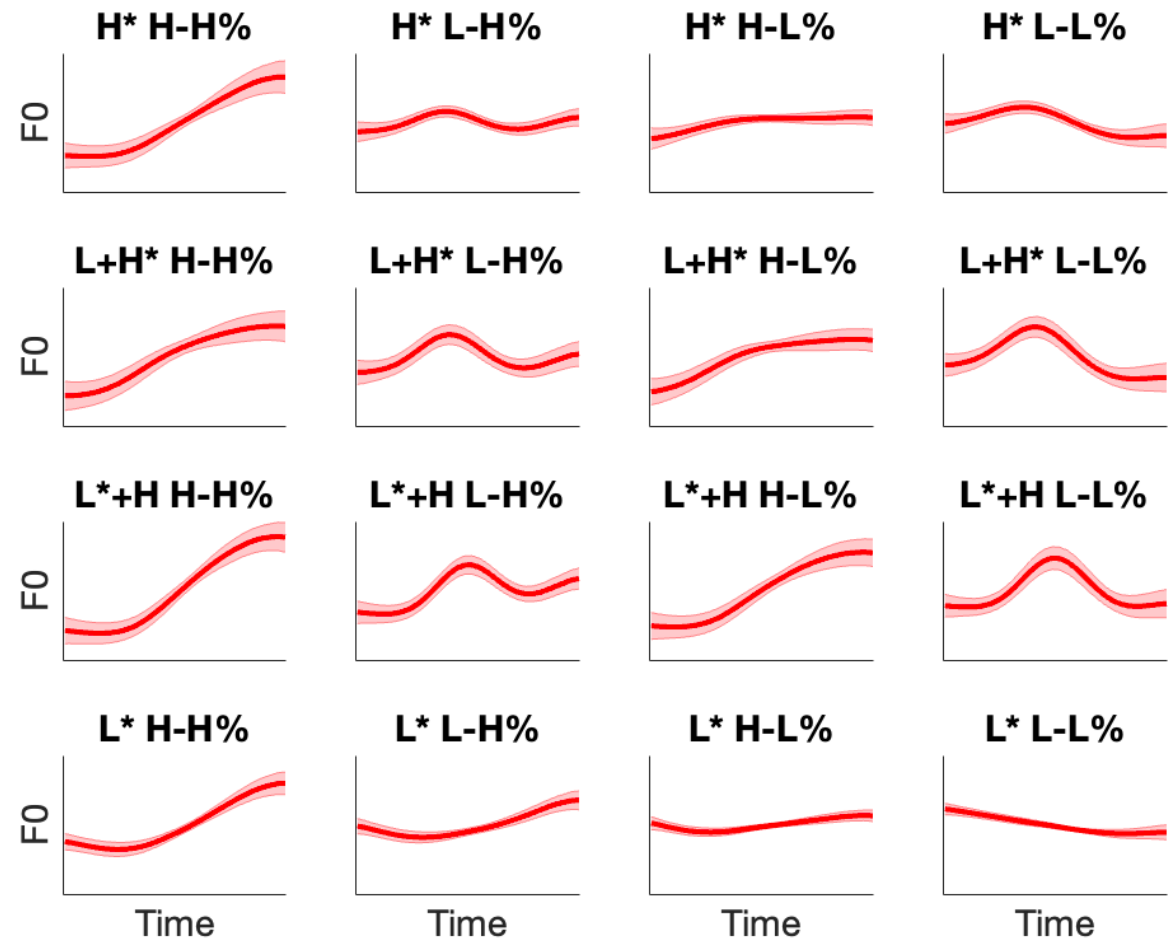 H* H-H% H* L-H% H* H-L% H* L-L%
F0
L+H* H-H% L+H* L-H% L+H* H-L% L+H* L-L%
F0
L*+H H-H% L*+H L-H% L*+H H-L% L*+H L-L%
F0
L* H-H% L* L-H% L* H-L% L* L-L%
F0
Time Time Time Time